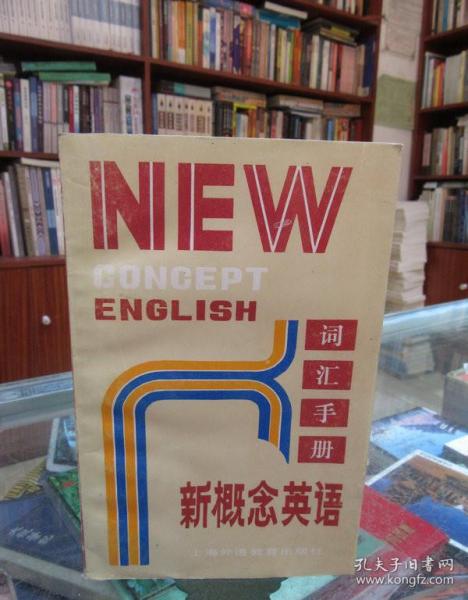 NEW
CONCEPT
ENGLISH
词
汇
手
册
新概念英语
上海外语教育出版社
孔夫子旧书网
www.kongfz.com